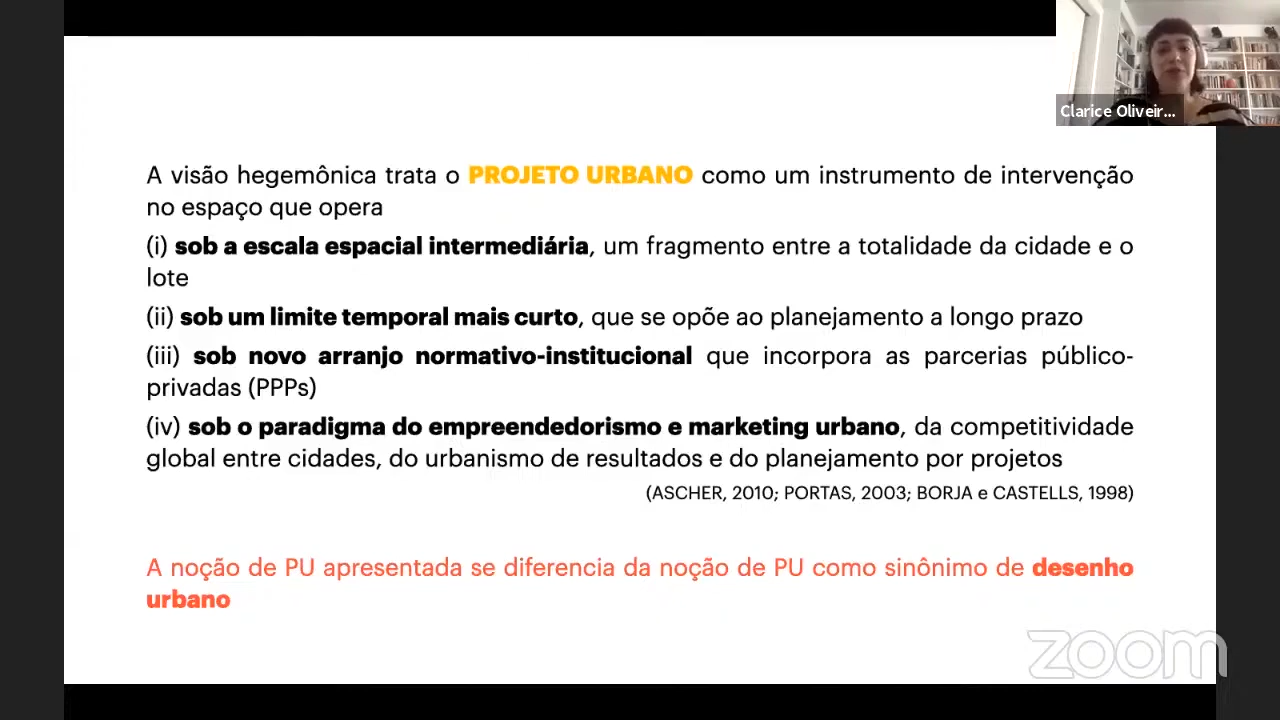 Clarice Oliveir...
A visão hegemônica trata o PROJETO URBANO como um instrumento de intervenção
no espaço que opera
(i) sob a escala espacial intermediária, um fragmento entre a totalidade da cidade e o
lote
(ii) sob um limite temporal mais curto, que se opõe ao planejamento a longo prazo
(iii) sob novo arranjo normativo-institucional que incorpora as parcerias público-
privadas (PPPs)
(iv) sob o paradigma do empreendedorismo e marketing urbano, da competitividade
global entre cidades, do urbanismo de resultados e do planejamento por projetos
(ASCHER, 2010; PORTAS, 2003; BORJA e CASTELLS, 1998)
A noção de PU apresentada se diferencia da noção de PU como sinônimo de desenho
urbano
zoom